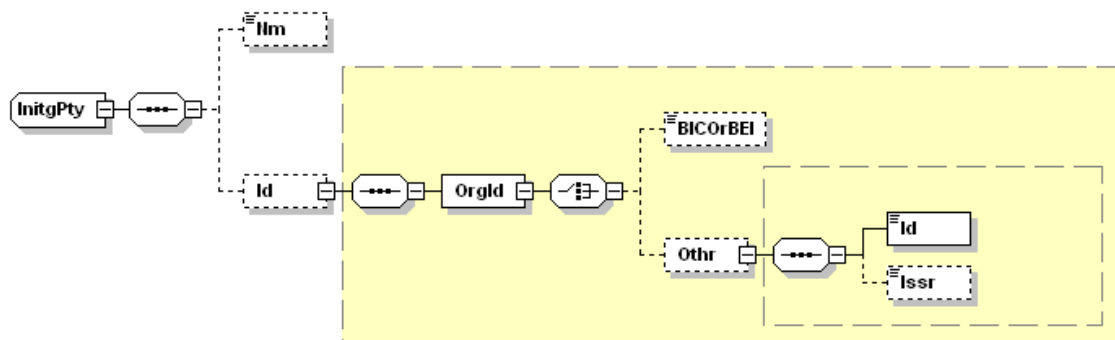 Nm
InitgPty
BICOrBEI
Id
OrgId
Id
Othr
Issr